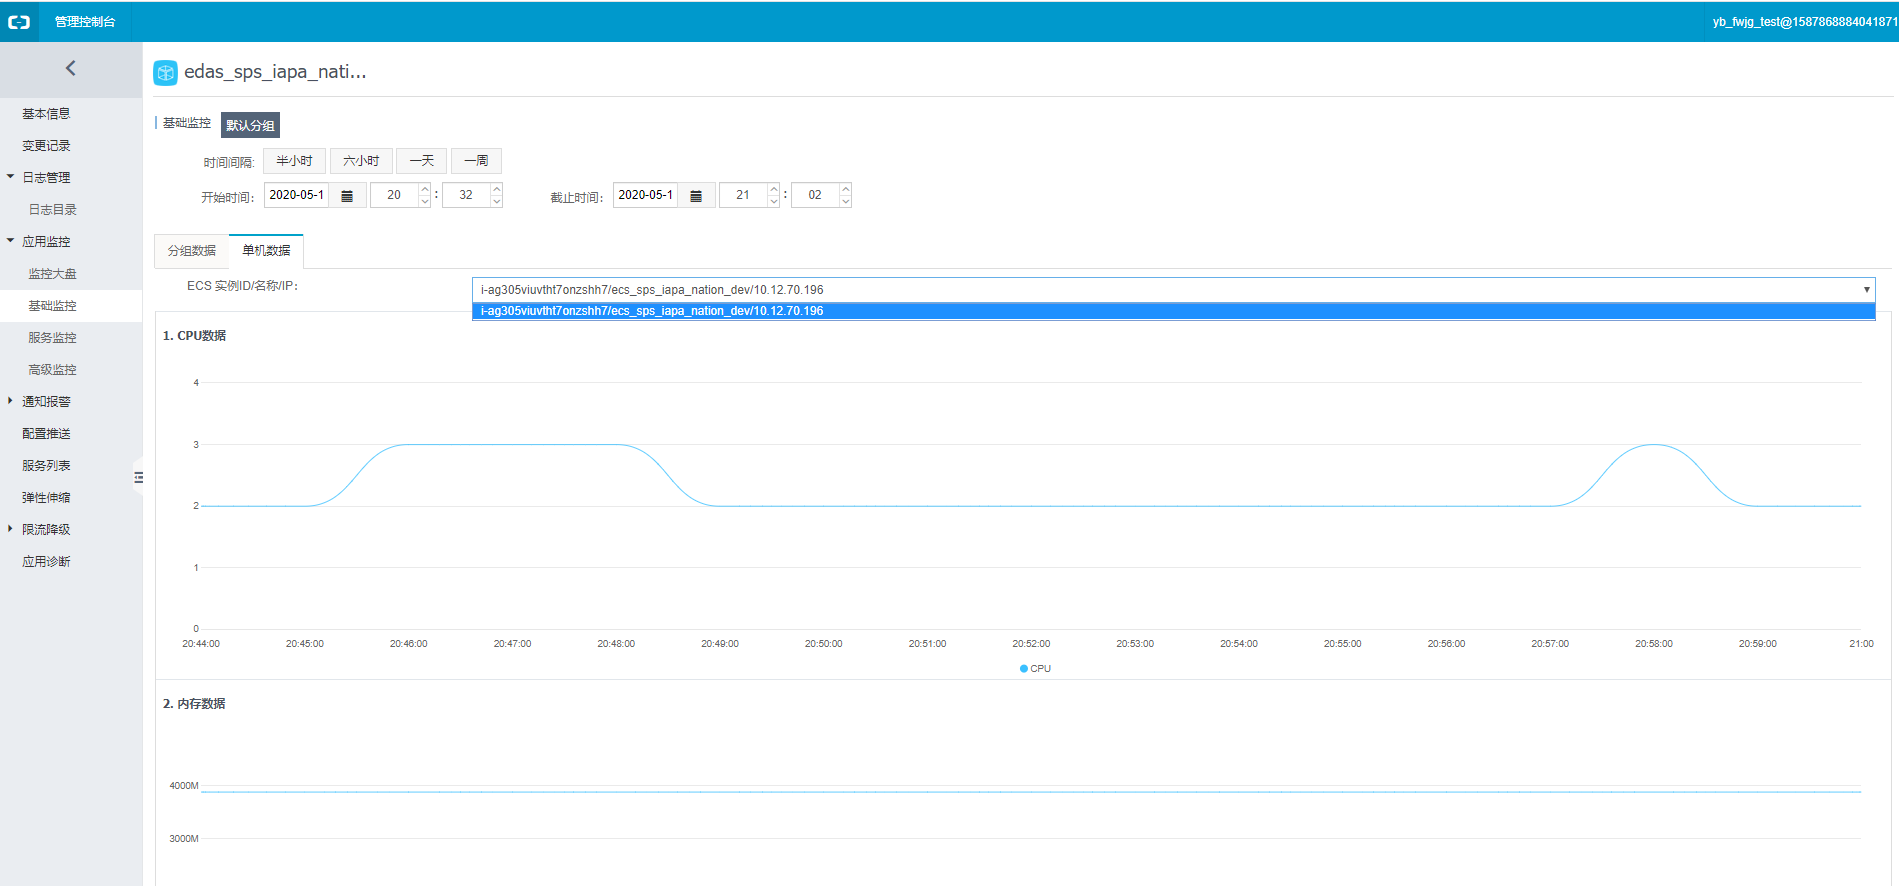 管理控制台
yb_fwjg_test@1587868884041871
edas_sps_iapa_nati...
基本信息
变更记录
日志管理
日志目录
应用监控
监控大盘
基础监控
服务监控
高级监控
通知报警
配置推送
服务列表
弹性伸缩
限流降级
应用诊断
基础监控 默认分组
时间间隔: 半小时 六小时 一天 一周
开始时间: 2020-05-1 20 : 32 截止时间: 2020-05-1 21 : 02
分组数据 单机数据
ECS 实例ID/名称/IP: i-ag305viuvtht7onzshh7/ecs_sps_iapa_nation_dev/10.12.70.196
i-ag305viuvtht7onzshh7/ecs_sps_iapa_nation_dev/10.12.70.196
1. CPU数据
4
3
2
1
0
20:44:00 20:45:00 20:46:00 20:47:00 20:48:00 20:49:00 20:50:00 20:51:00 20:52:00 20:53:00 20:54:00 20:55:00 20:56:00 20:57:00 20:58:00 20:59:00 21:00
CPU
2. 内存数据
4000M
3000M